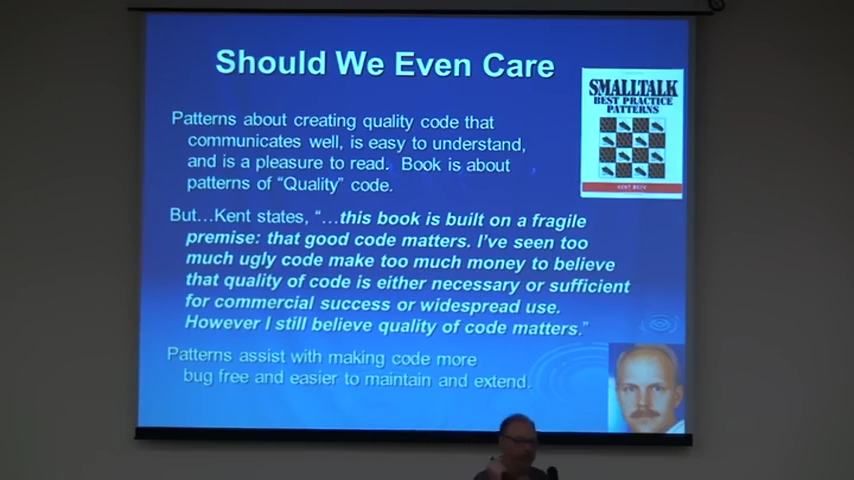 Should We Even Care
SMALLTALK
BEST PRACTICE
PATTERNS
KENT BECK
Patterns about creating quality code that
communicates well, is easy to understand,
and is a pleasure to read. Book is about
patterns of “Quality” code.
But…Kent states, “…this book is built on a fragile
premise: that good code matters. I’ve seen too
much ugly code make too much money to believe
that quality of code is either necessary or sufficient
for commercial success or widespread use.
However I still believe quality of code matters.”
Patterns assist with making code more
bug free and easier to maintain and extend.